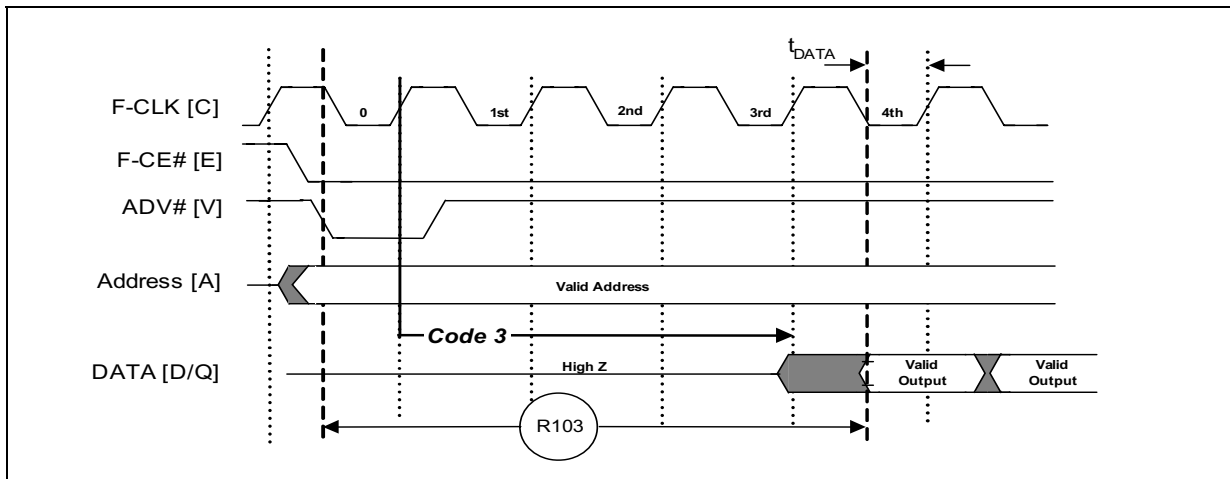 tDATA
F-CLK [C]
0 1st 2nd 3rd 4th
F-CE# [E]
ADV# [V]
Address [A]
Valid Address
Code 3
DATA [D/Q]
High Z
Valid Output
Valid Output
R103